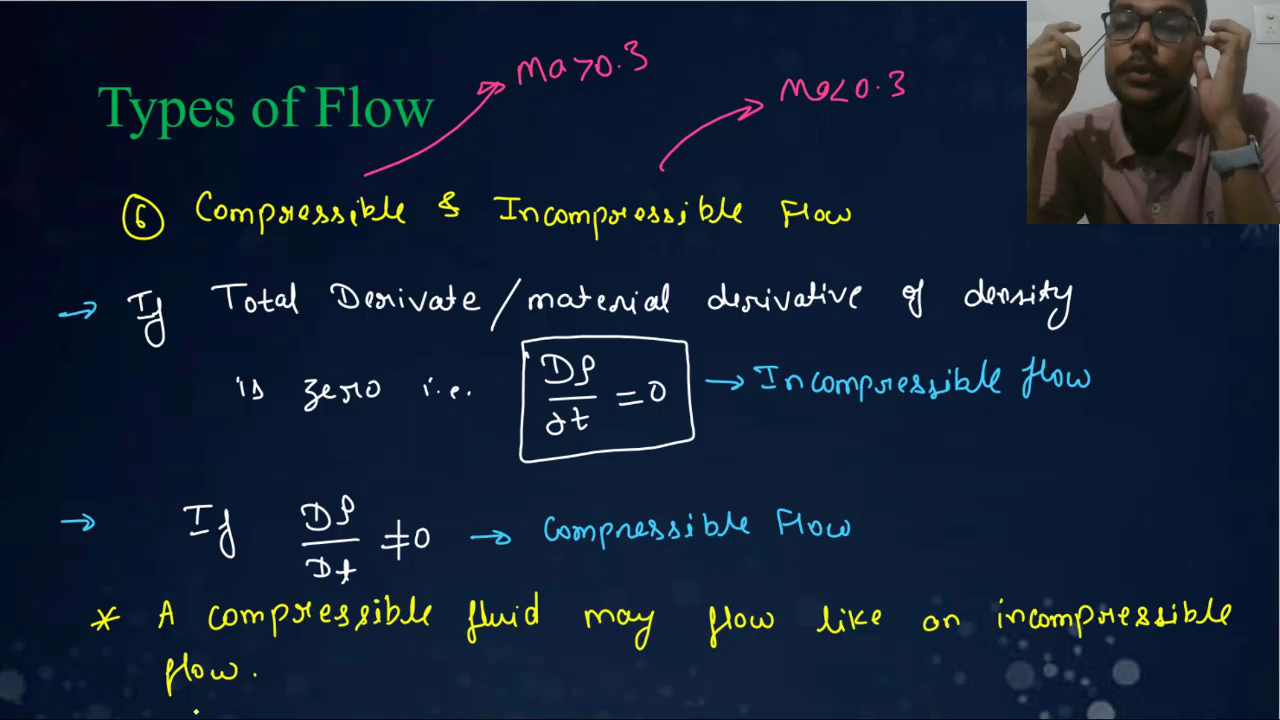 Ma>0.3
Ma<0.3
Types of Flow
⑥ Compressible & Incompressible Flow
→ If Total Derivate/material derivative of density
is zero i.e. Dρ/∂t =0 → Incompressible flow
→ If Dρ/Dt ≠0 → Compressible Flow
* A compressible fluid may flow like an incompressible
flow.